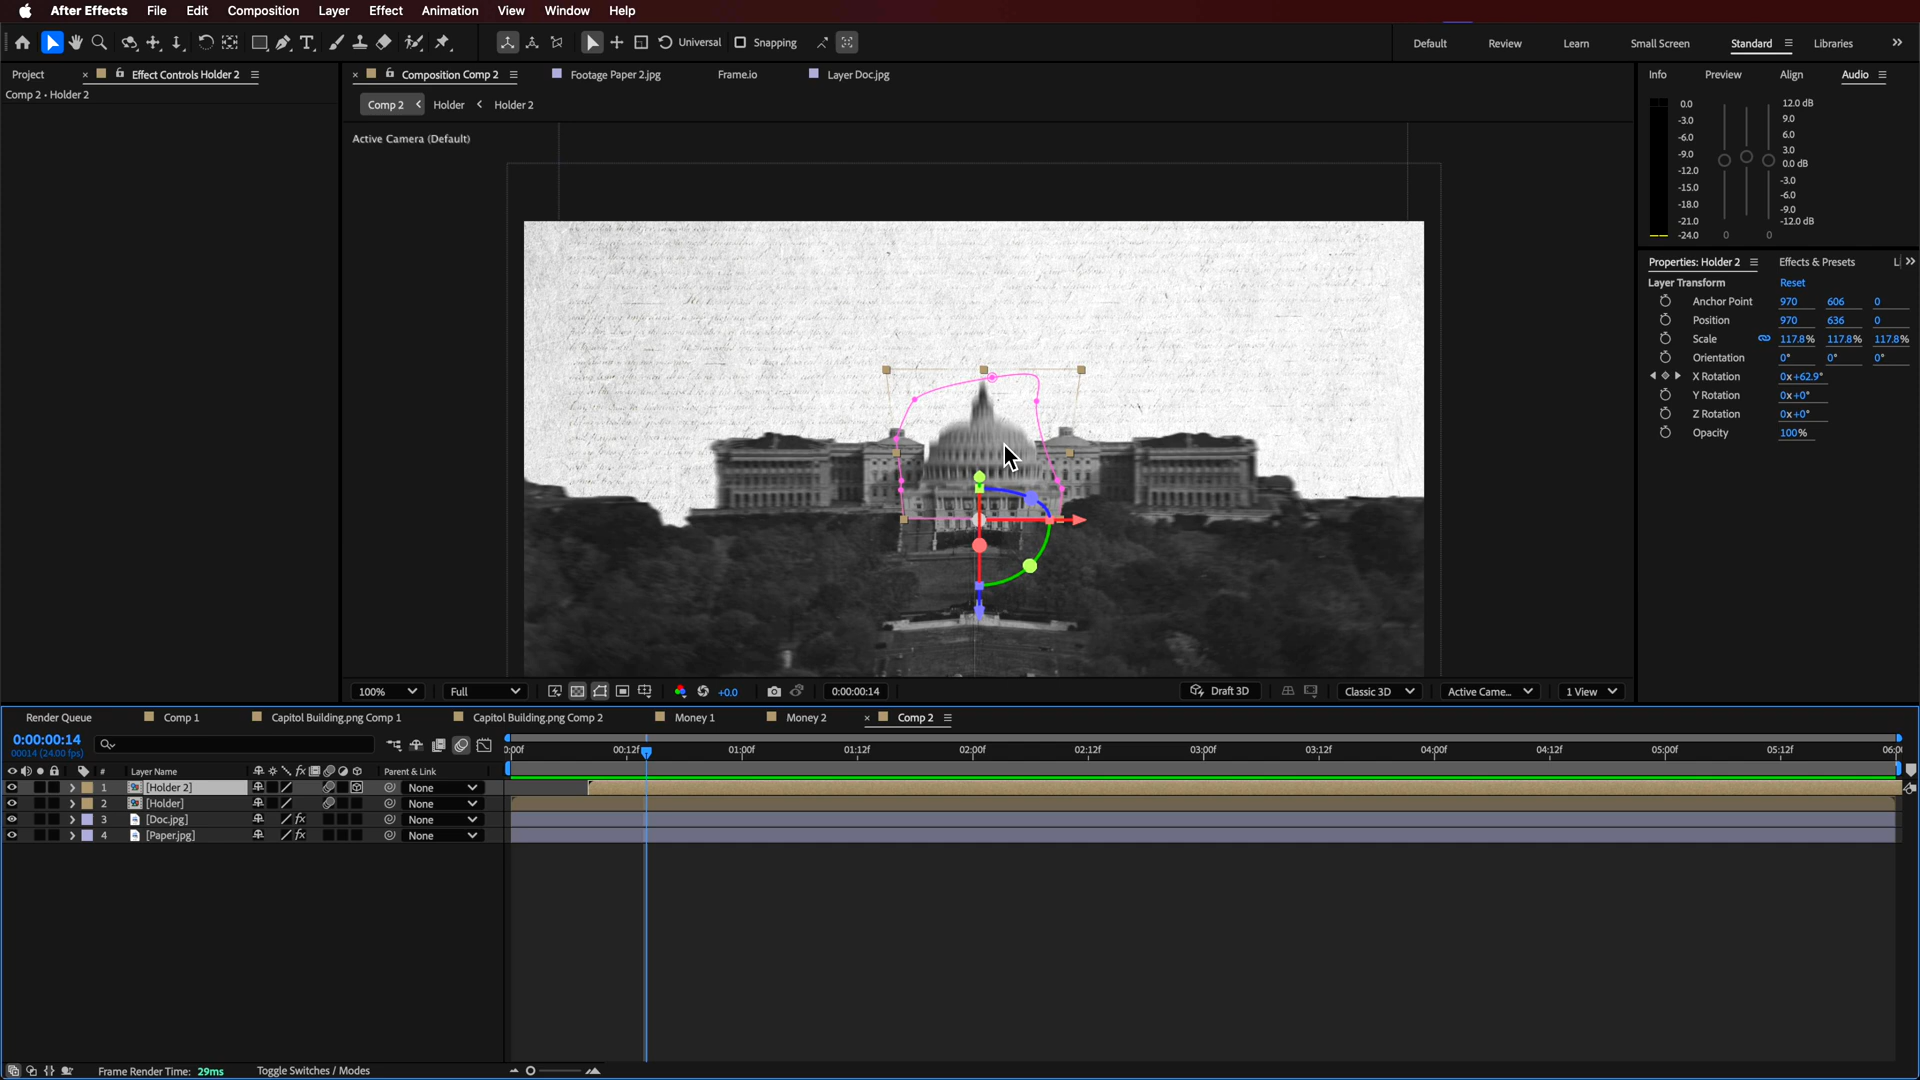 After Effects File Edit Composition Layer Effect Animation View Window Help
Universal Snapping Default Review Learn Small Screen Standard Libraries
Project Effect Controls Holder 2 Composition Comp 2 Footage Paper 2.jpg Frame.io Layer Doc.jpg Info Preview Align Audio
Comp 2 • Holder 2
Comp 2 Holder Holder 2
Active Camera (Default)
0.0 12.0 dB
-3.0 9.0
-6.0 6.0
-9.0 3.0
-12.0 0.0 dB
-15.0 -3.0
-18.0 -6.0
-21.0 -9.0
-24.0 0 0 -12.0 dB
Properties: Holder 2 Effects & Presets L
Layer Transform Reset
Anchor Point 970 606 0
Position 970 636 0
Scale 117.8% 117.8% 117.8%
Orientation 0° 0° 0°
X Rotation 0x+62.9°
Y Rotation 0x+0°
Z Rotation 0x+0°
Opacity 100%
100% Full +0.0 0:00:00:14 Draft 3D Classic 3D Active Came... 1 View
Render Queue Comp 1 Capitol Building.png Comp 1 Capitol Building.png Comp 2 Money 1 Money 2 Comp 2
0:00:00:14
00014 (24.00 fps)
0:00f 00:12f 01:00f 01:12f 02:00f 02:12f 03:00f 03:12f 04:00f 04:12f 05:00f 05:12f 06:00
# Layer Name fx Parent & Link
1 [Holder 2] None
2 [Holder] None
3 [Doc.jpg] fx None
4 [Paper.jpg] fx None
Frame Render Time: 29ms Toggle Switches / Modes